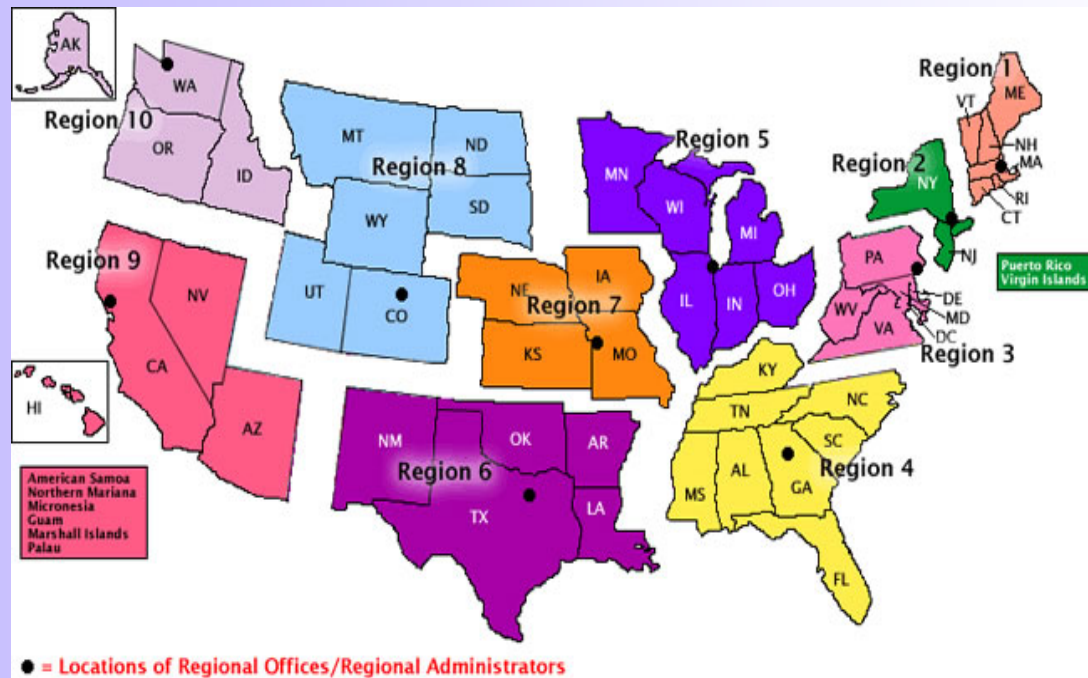 AK
WA
Region 10
OR
ID
MT
ND
Region 8
SD
WY
UT
CO
Region 9
NV
CA
AZ
HI
American Samoa
Northern Mariana
Micronesia
Guam
Marshall Islands
Palau
NE
IA
Region 7
KS
MO
NM
OK
AR
Region 6
TX
LA
MN
Region 5
WI
MI
IL
IN
OH
KY
TN
NC
SC
Region 4
MS
AL
GA
FL
Region 1
ME
VT
NH
MA
RI
CT
Region 2
NY
NJ
Puerto Rico
Virgin Islands
PA
DE
MD
DC
WV
VA
Region 3
= Locations of Regional Offices/Regional Administrators